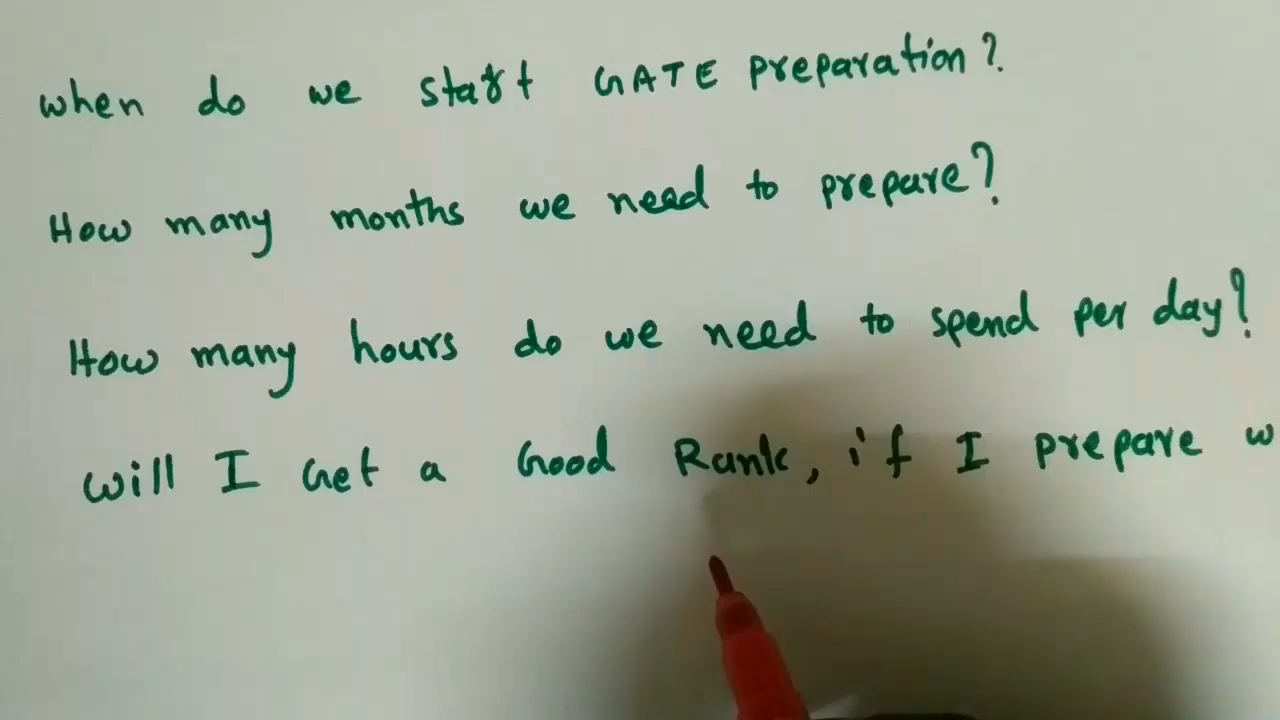 when do we start GATE preparation?
How many months we need to prepare?
How many hours do we need to spend per day?
will I Get a Good Rank, if I prepare w